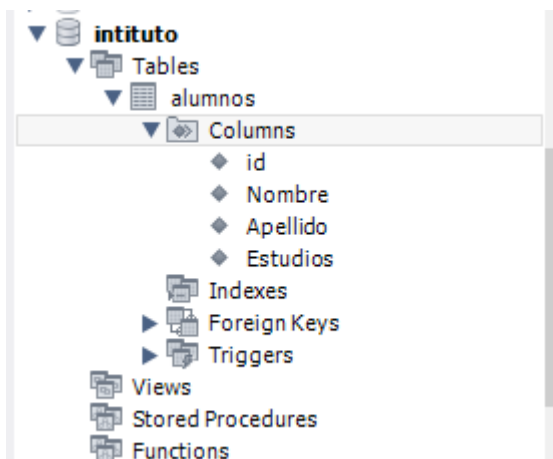 intituto
Tables
alumnos
Columns
id
Nombre
Apellido
Estudios
Indexes
Foreign Keys
Triggers
Views
Stored Procedures
Functions